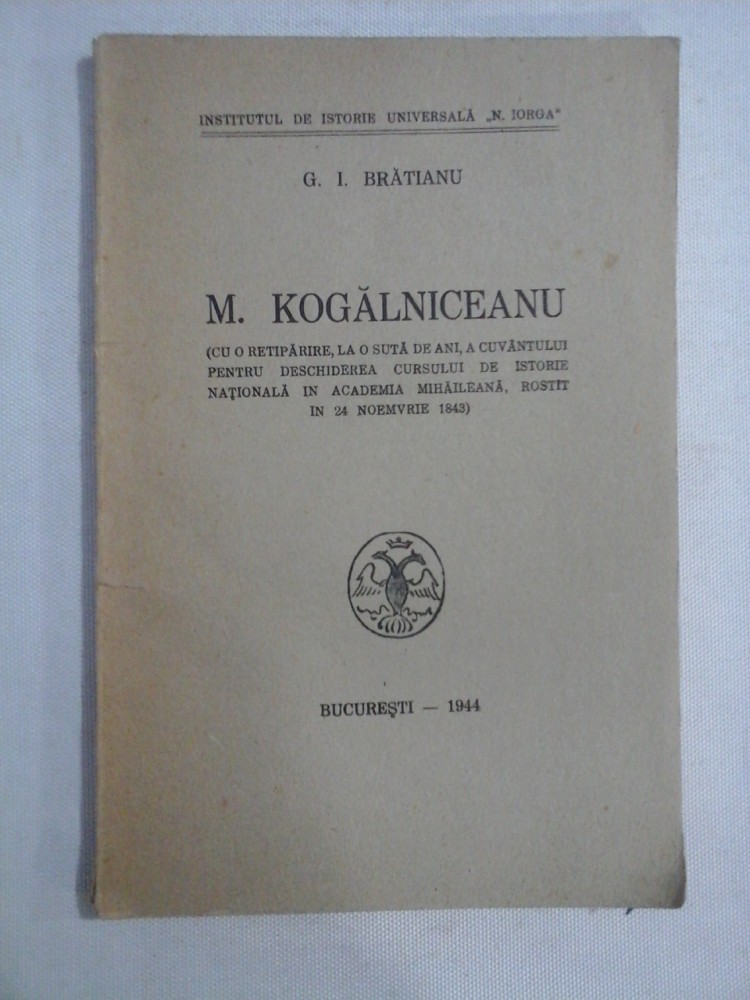 INSTITUTUL DE ISTORIE UNIVERSALĂ „N. IORGA"
G. I. BRĂTIANU
M. KOGĂLNICEANU
(CU O RETIPĂRIRE, LA O SUTĂ DE ANI, A CUVÂNTULUI
PENTRU DESCHIDEREA CURSULUI DE ISTORIE
NAŢIONALĂ IN ACADEMIA MIHĂILEANĂ, ROSTIT
IN 24 NOEMVRIE 1843)
BUCUREŞTI — 1944